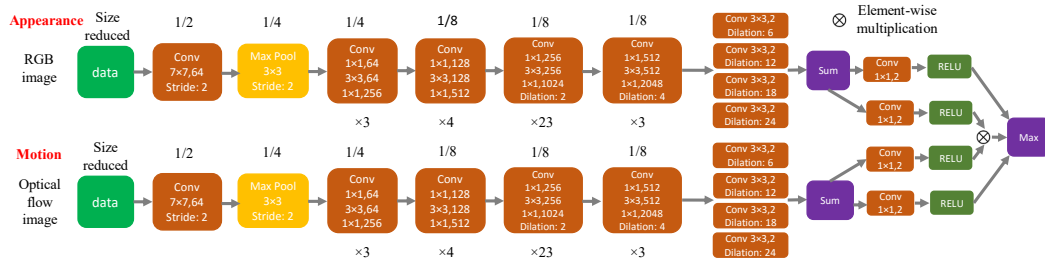 Appearance
Size
reduced
1/2
1/4
1/4
1/8
1/8
1/8
RGB
image
data
Conv
7×7,64
Stride: 2
Max Pool
3×3
Stride: 2
Conv
1×1,64
3×3,64
1×1,256
Conv
1×1,128
3×3,128
1×1,512
Conv
1×1,256
3×3,256
1×1,1024
Dilation: 2
Conv
1×1,512
3×3,512
1×1,2048
Dilation: 4
×3
×4
×23
×3
Conv 3×3,2
Dilation: 6
Conv 3×3,2
Dilation: 12
Conv 3×3,2
Dilation: 18
Conv 3×3,2
Dilation: 24
Sum
Conv
1×1,2
RELU
Conv
1×1,2
RELU
Element-wise
multiplication
Max
Motion
Size
reduced
1/2
1/4
1/4
1/8
1/8
1/8
Optical
flow
image
data
Conv
7×7,64
Stride: 2
Max Pool
3×3
Stride: 2
Conv
1×1,64
3×3,64
1×1,256
Conv
1×1,128
3×3,128
1×1,512
Conv
1×1,256
3×3,256
1×1,1024
Dilation: 2
Conv
1×1,512
3×3,512
1×1,2048
Dilation: 4
×3
×4
×23
×3
Conv 3×3,2
Dilation: 6
Conv 3×3,2
Dilation: 12
Conv 3×3,2
Dilation: 18
Conv 3×3,2
Dilation: 24
Sum
Conv
1×1,2
RELU
Conv
1×1,2
RELU